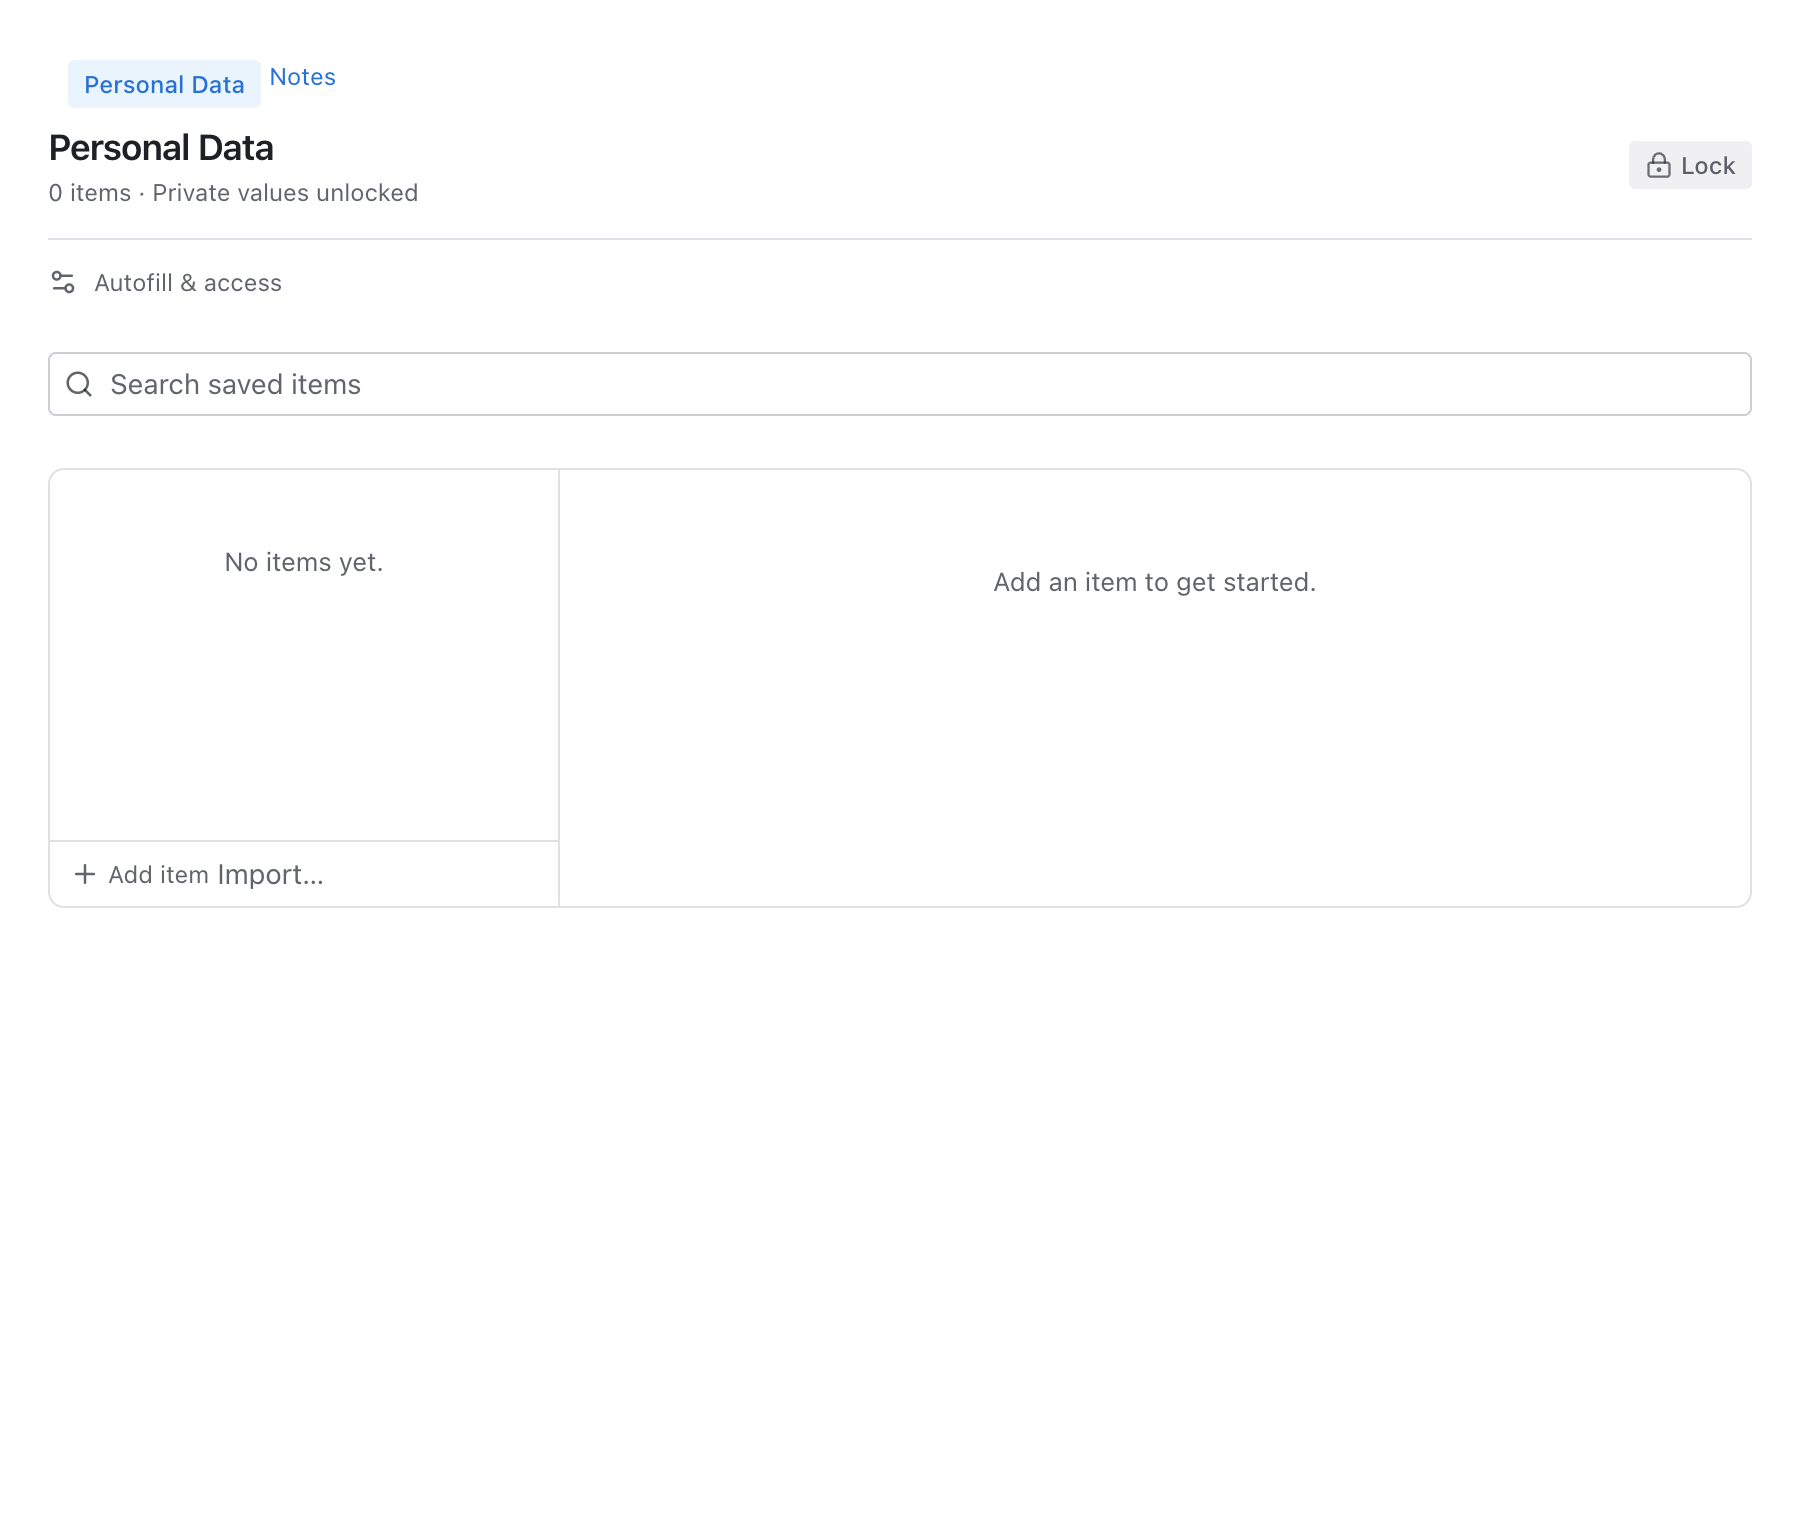 Personal Data Notes
Personal Data
Lock
0 items · Private values unlocked
Autofill & access
Search saved items
No items yet.
Add an item to get started.
Add item Import...